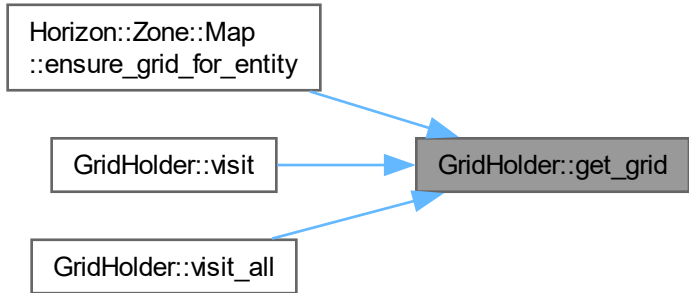 Horizon::Zone::Map
::ensure_grid_for_entity
GridHolder::visit
GridHolder::get_grid
GridHolder::visit_all